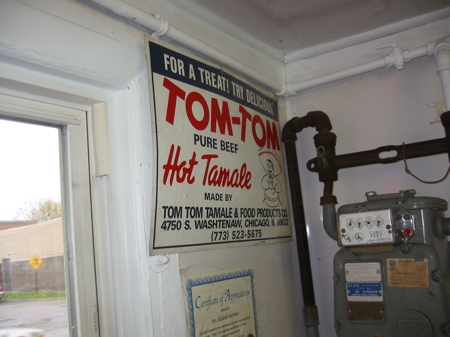 FOR A TREAT! TRY DELICIOUS
TOM-TOM
PURE BEEF
Hot Tamale
MADE BY
TOM TOM TAMALE & FOOD PRODUCTS CO
4750 S. WASHTENAW, CHICAGO, IL 60632
(773) 523-5675
Certificate of Appreciation